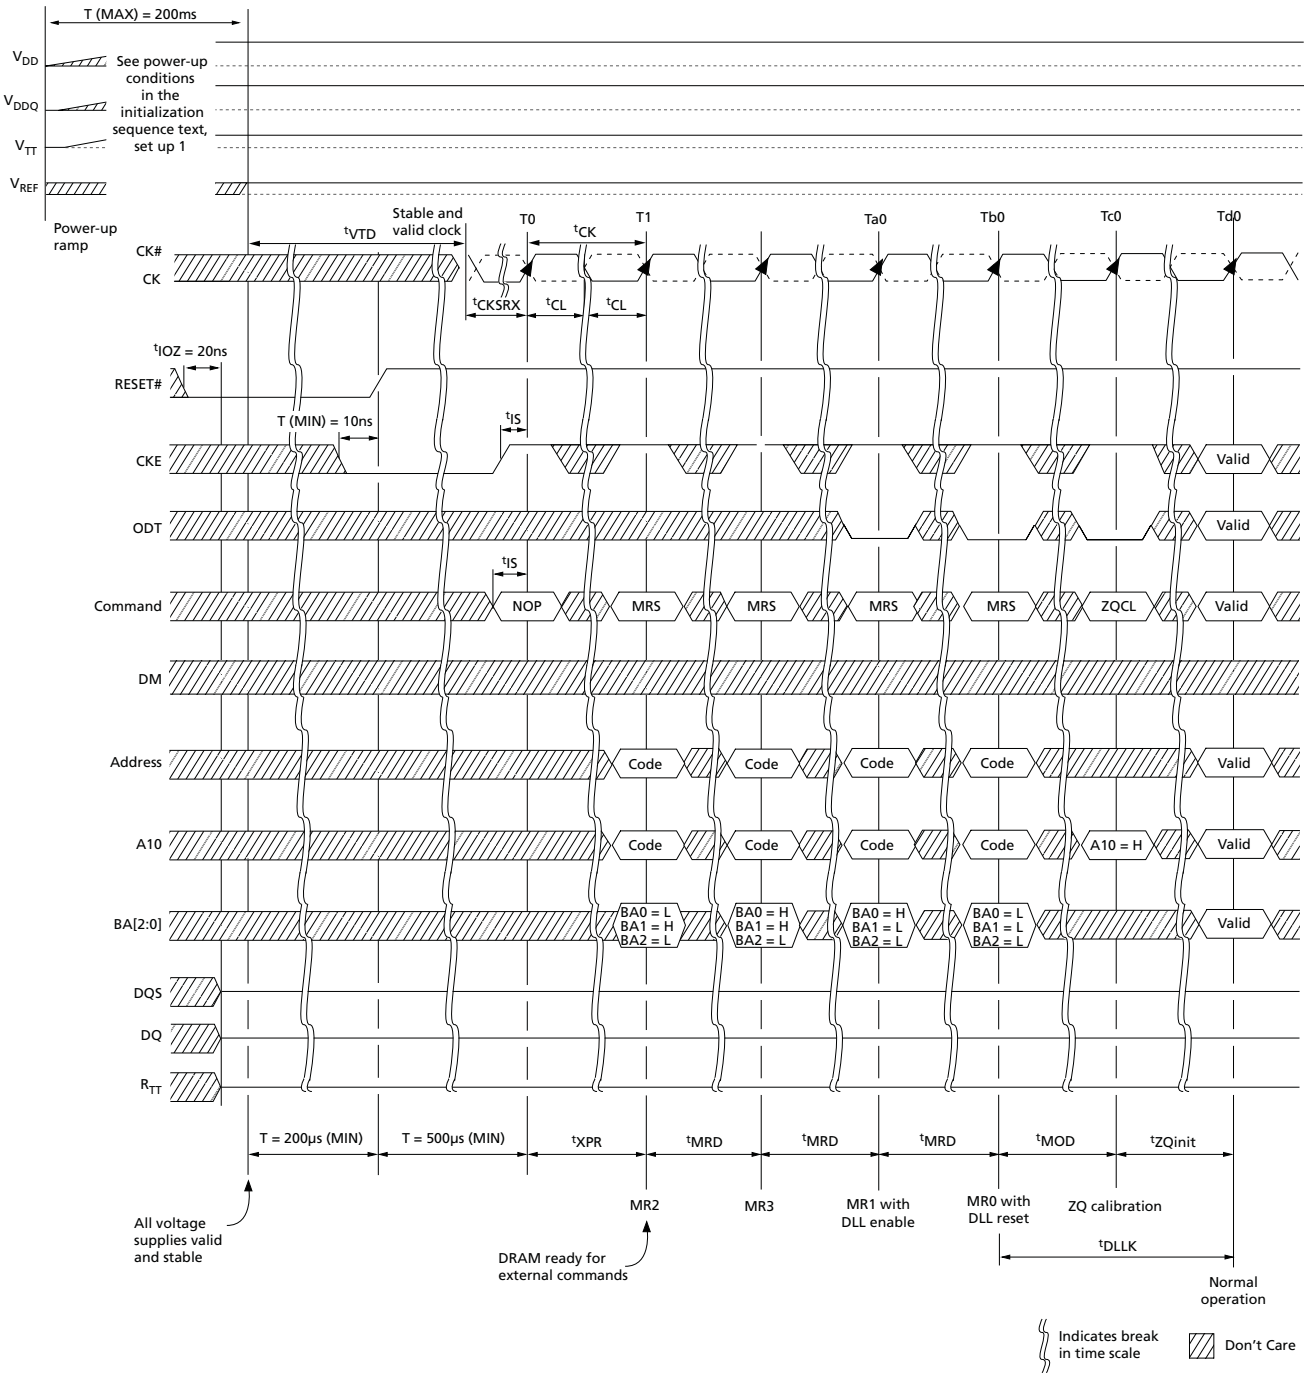 T (MAX) = 200ms
VDD
See power-up
conditions
in the
initialization
sequence text,
set up 1
VDDQ
VTT
VREF
Power-up
ramp
Stable and
valid clock
T0
T1
Ta0
Tb0
Tc0
Td0
tVTD
tCK
CK#
CK
tCKSRX
tCL
tCL
tIOZ = 20ns
RESET#
T (MIN) = 10ns
tIS
CKE
Valid
ODT
Valid
tIS
Command
NOP
MRS
MRS
MRS
MRS
ZQCL
Valid
DM
Address
Code
Code
Code
Code
Valid
A10
Code
Code
Code
Code
A10 = H
Valid
BA[2:0]
BA0 = L
BA1 = H
BA2 = L
BA0 = H
BA1 = H
BA2 = L
BA0 = H
BA1 = L
BA2 = L
BA0 = L
BA1 = L
BA2 = L
Valid
DQS
DQ
RTT
T = 200μs (MIN)
T = 500μs (MIN)
tXPR
tMRD
tMRD
tMRD
tMOD
tZQinit
MR2
MR3
MR1 with
DLL enable
MR0 with
DLL reset
ZQ calibration
All voltage
supplies valid
and stable
DRAM ready for
external commands
tDLLK
Normal
operation
Indicates break
in time scale
Don't Care